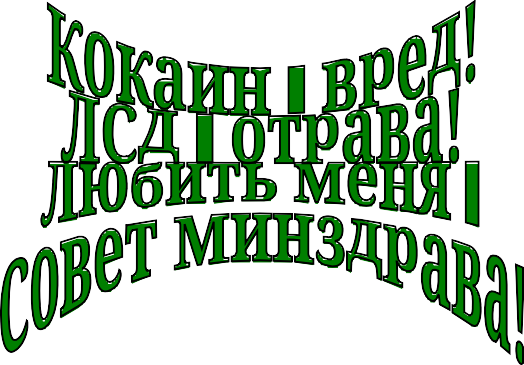 кокаин ▮ вред!
ЛСД ▮ отрава!
любить меня ▮
совет минздрава!